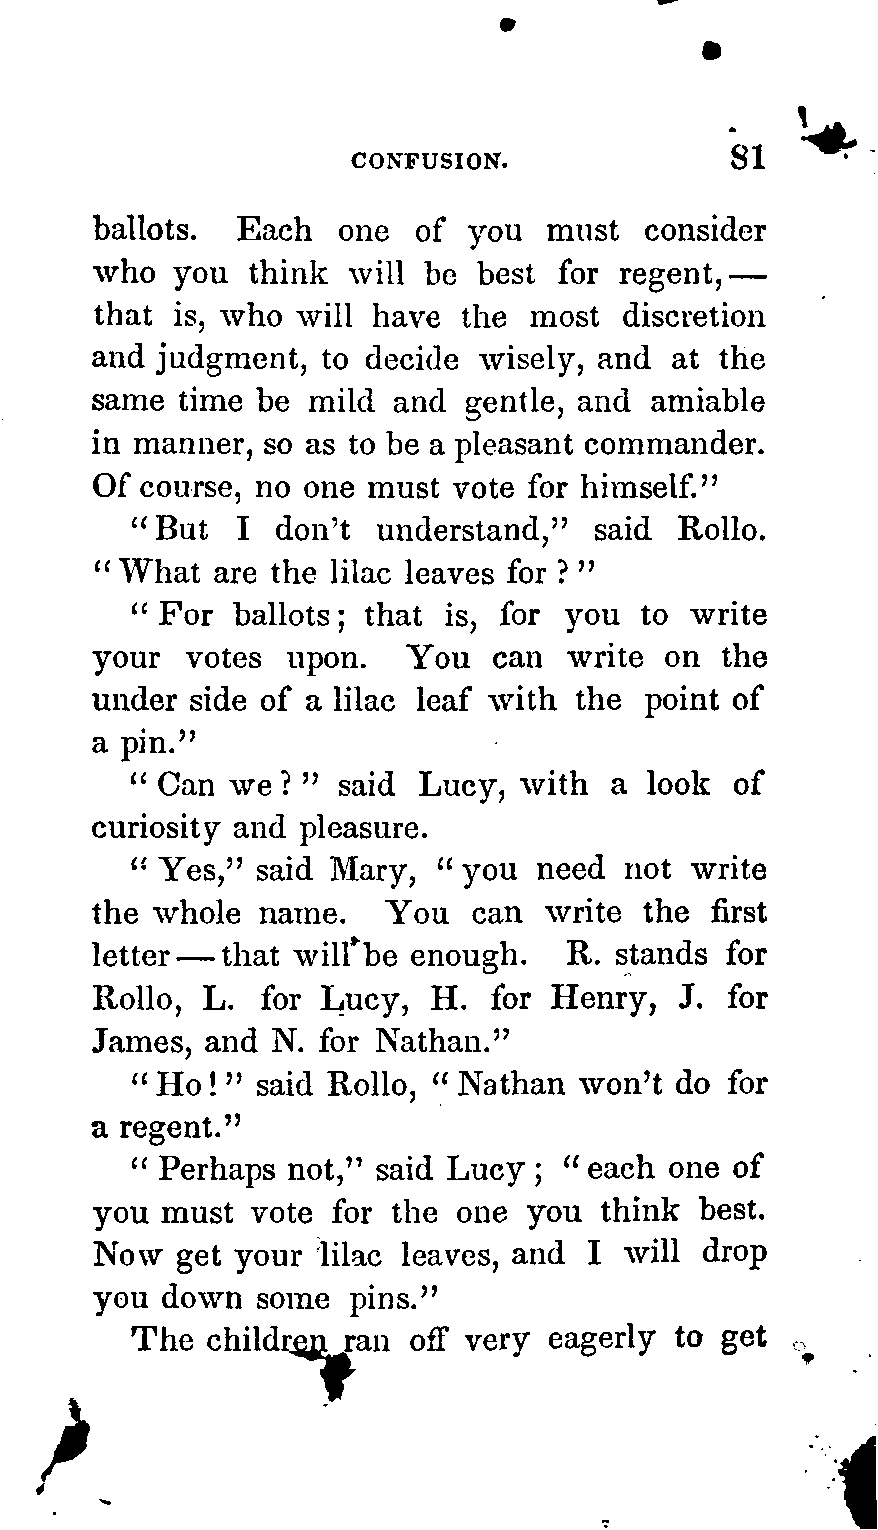 CONFUSION. 81
ballots. Each one of you must consider
who you think will be best for regent,—
that is, who will have the most discretion
and judgment, to decide wisely, and at the
same time be mild and gentle, and amiable
in manner, so as to be a pleasant commander.
Of course, no one must vote for himself."
"But I don't understand," said Rollo.
"What are the lilac leaves for?"
"For ballots; that is, for you to write
your votes upon. You can write on the
under side of a lilac leaf with the point of
a pin."
"Can we?" said Lucy, with a look of
curiosity and pleasure.
"Yes," said Mary, "you need not write
the whole name. You can write the first
letter—that will be enough. R. stands for
Rollo, L. for Lucy, H. for Henry, J. for
James, and N. for Nathan."
"Ho!" said Rollo, "Nathan won't do for
a regent."
"Perhaps not," said Lucy; "each one of
you must vote for the one you think best.
Now get your lilac leaves, and I will drop
you down some pins."
The children ran off very eagerly to get